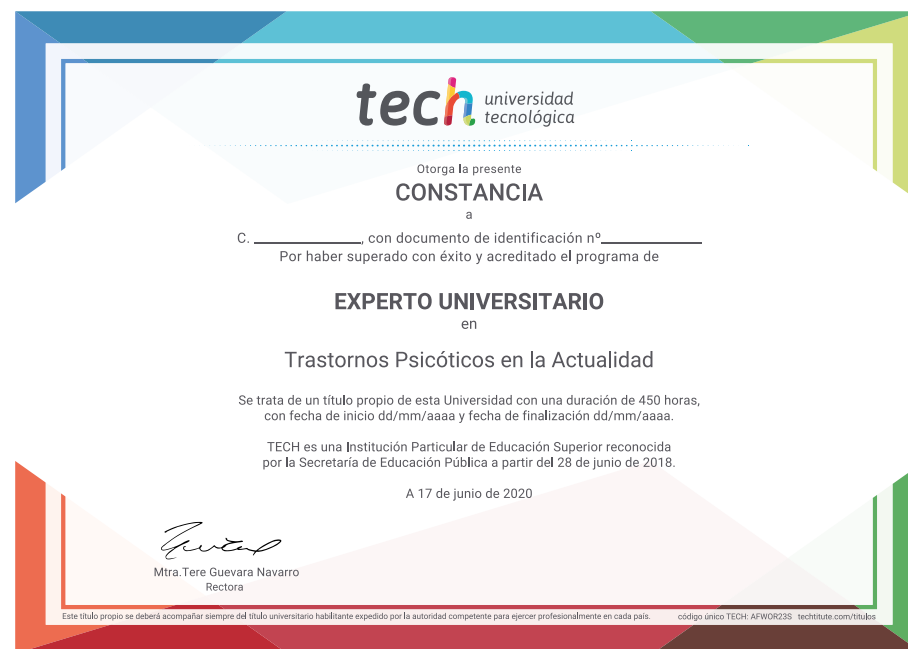 tech universidad
tecnológica
Otorga la presente
CONSTANCIA
a
C. ____________, con documento de identificación nº____________
Por haber superado con éxito y acreditado el programa de
EXPERTO UNIVERSITARIO
en
Trastornos Psicóticos en la Actualidad
Se trata de un título propio de esta Universidad con una duración de 450 horas,
con fecha de inicio dd/mm/aaaa y fecha de finalización dd/mm/aaaa.
TECH es una Institución Particular de Educación Superior reconocida
por la Secretaría de Educación Pública a partir del 28 de junio de 2018.
A 17 de junio de 2020
Mtra.Tere Guevara Navarro
Rectora
Este título propio se deberá acompañar siempre del título universitario habilitante expedido por la autoridad competente para ejercer profesionalmente en cada país. código único TECH: AFWOR23S techtitute.com/titulos